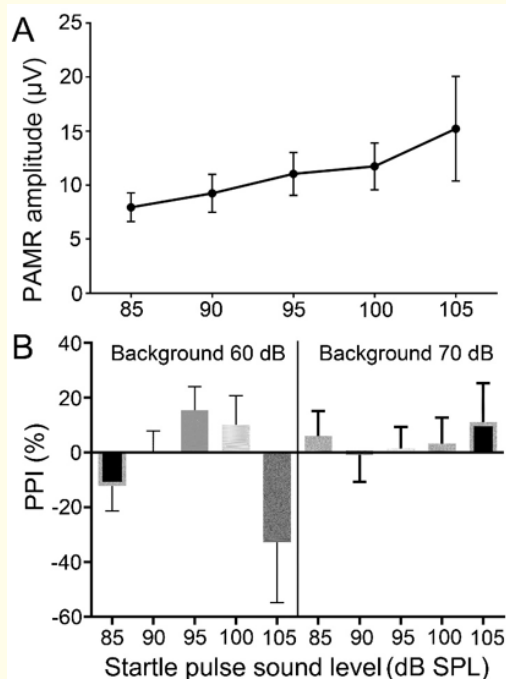 A
PAMR amplitude (µV)
25
20
15
10
5
0
85 90 95 100 105
B
Background 60 dB Background 70 dB
PPI (%)
40
20
0
-20
-40
-60
85 90 95 100 105 85 90 95 100 105
Startle pulse sound level (dB SPL)